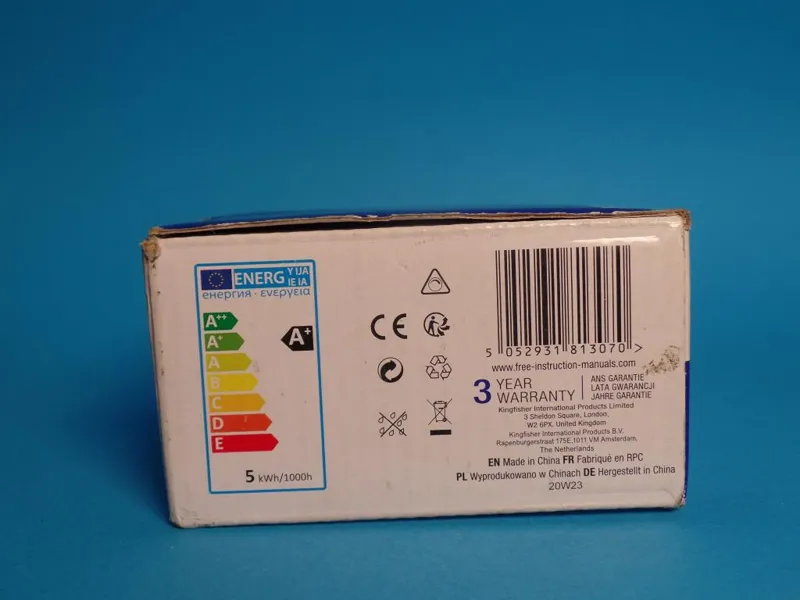 ENERG Y IJA
IE IA
енергия · ενεργεια
A++
A+
A
B
C
D
E
A+
5 kWh/1000h
CE
5 052931 813070 >
www.free-instruction-manuals.com
3 YEAR
WARRANTY
ANS GARANTIE
LATA GWARANCJI
JAHRE GARANTIE
Kingfisher International Products Limited
3 Sheldon Square, London,
W2 6PX, United Kingdom
Kingfisher International Products B.V.
Rapenburgerstraat 175E, 1011 VM Amsterdam,
The Netherlands
EN Made in China FR Fabriqué en RPC
PL Wyprodukowano w Chinach DE Hergestellt in China
20W23